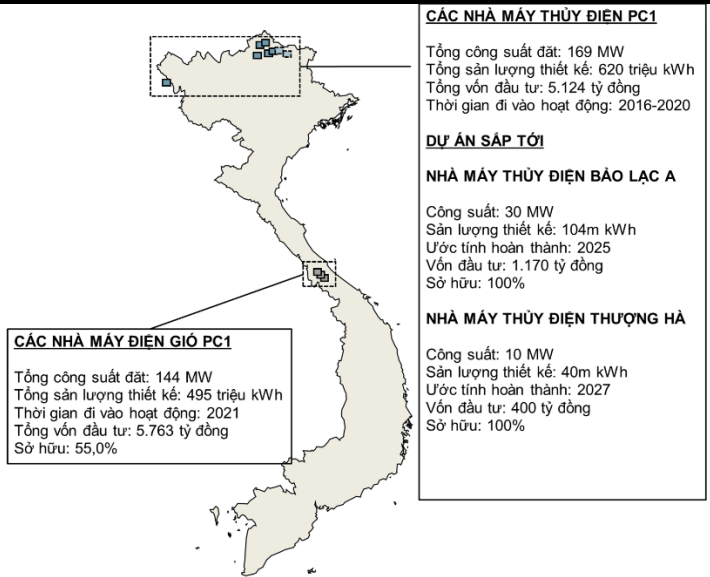 CÁC NHÀ MÁY THỦY ĐIỆN PC1
Tổng công suất đặt: 169 MW
Tổng sản lượng thiết kế: 620 triệu kWh
Tổng vốn đầu tư: 5.124 tỷ đồng
Thời gian đi vào hoạt động: 2016-2020
DỰ ÁN SẮP TỚI
NHÀ MÁY THỦY ĐIỆN BẢO LẠC A
Công suất: 30 MW
Sản lượng thiết kế: 104m kWh
Ước tính hoàn thành: 2025
Vốn đầu tư: 1.170 tỷ đồng
Sở hữu: 100%
NHÀ MÁY THỦY ĐIỆN THƯỢNG HÀ
Công suất: 10 MW
Sản lượng thiết kế: 40m kWh
Ước tính hoàn thành: 2027
Vốn đầu tư: 400 tỷ đồng
Sở hữu: 100%
CÁC NHÀ MÁY ĐIỆN GIÓ PC1
Tổng công suất đặt: 144 MW
Tổng sản lượng thiết kế: 495 triệu kWh
Thời gian đi vào hoạt động: 2021
Tổng vốn đầu tư: 5.763 tỷ đồng
Sở hữu: 55,0%